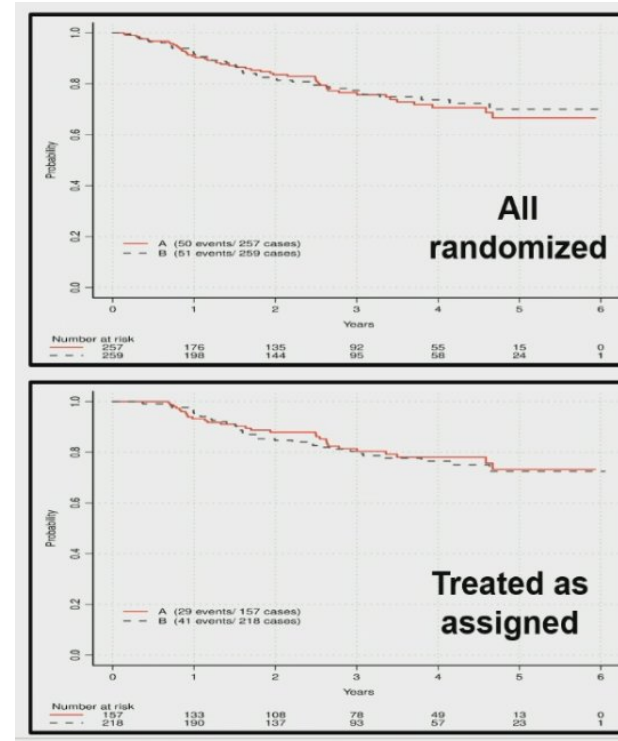 1.0
0.8
0.6
0.4
0.2
0.0
Probability
A (50 events/ 257 cases)
B (51 events/ 259 cases)
All
randomized
0 1 2 3 4 5 6
Years
Number at risk
257 176 135 92 55 15 0
259 198 144 95 58 24 1
1.0
0.8
0.6
0.4
0.2
0.0
Probability
A (29 events/ 157 cases)
B (41 events/ 218 cases)
Treated as
assigned
0 1 2 3 4 5 6
Years
Number at risk
157 133 108 78 49 13 0
218 190 137 93 57 23 1